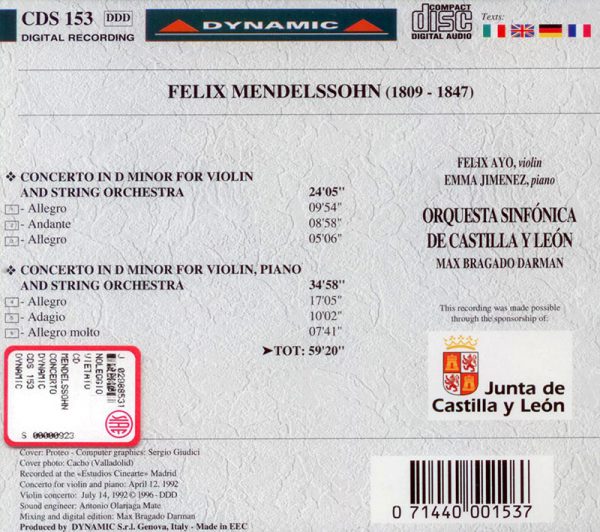 CDS 153 DDD
DIGITAL RECORDING
DYNAMIC
COMPACT
disc
DIGITAL AUDIO
Texts:
FELIX MENDELSSOHN (1809 - 1847)
❖ CONCERTO IN D MINOR FOR VIOLIN
AND STRING ORCHESTRA 24'05"
1 - Allegro 09'54"
2 - Andante 08'58"
3 - Allegro 05'06"
❖ CONCERTO IN D MINOR FOR VIOLIN, PIANO
AND STRING ORCHESTRA 34'58"
4 - Allegro 17'05"
5 - Adagio 10'02"
6 - Allegro molto 07'41"
➤TOT: 59'20"
FELIX AYO, violin
EMMA JIMENEZ, piano
ORQUESTA SINFÓNICA
DE CASTILLA Y LEÓN
MAX BRAGADO DARMAN
This recording was made possible
through the sponsorship of:
Junta de
Castilla y León
NOLEGGIO
VIETATO
CD
MENDELSSOHN
CONCERTO
DYNAMIC
CDS 153
DYNAMIC
S 00000923
SIAE
Cover: Proteo - Computer graphics: Sergio Giudici
Cover photo: Cacho (Valladolid)
Recorded at the «Estudios Cinearte» Madrid
Concerto for violin and piano: April 12, 1992
Violin concerto: July 14, 1992 © 1996 - DDD
Sound engineer: Antonio Olariaga Mate
Mixing and digital edition: Max Bragado Darman
Produced by DYNAMIC S.r.l. Genova, Italy - Made in EEC
0 71440 001537